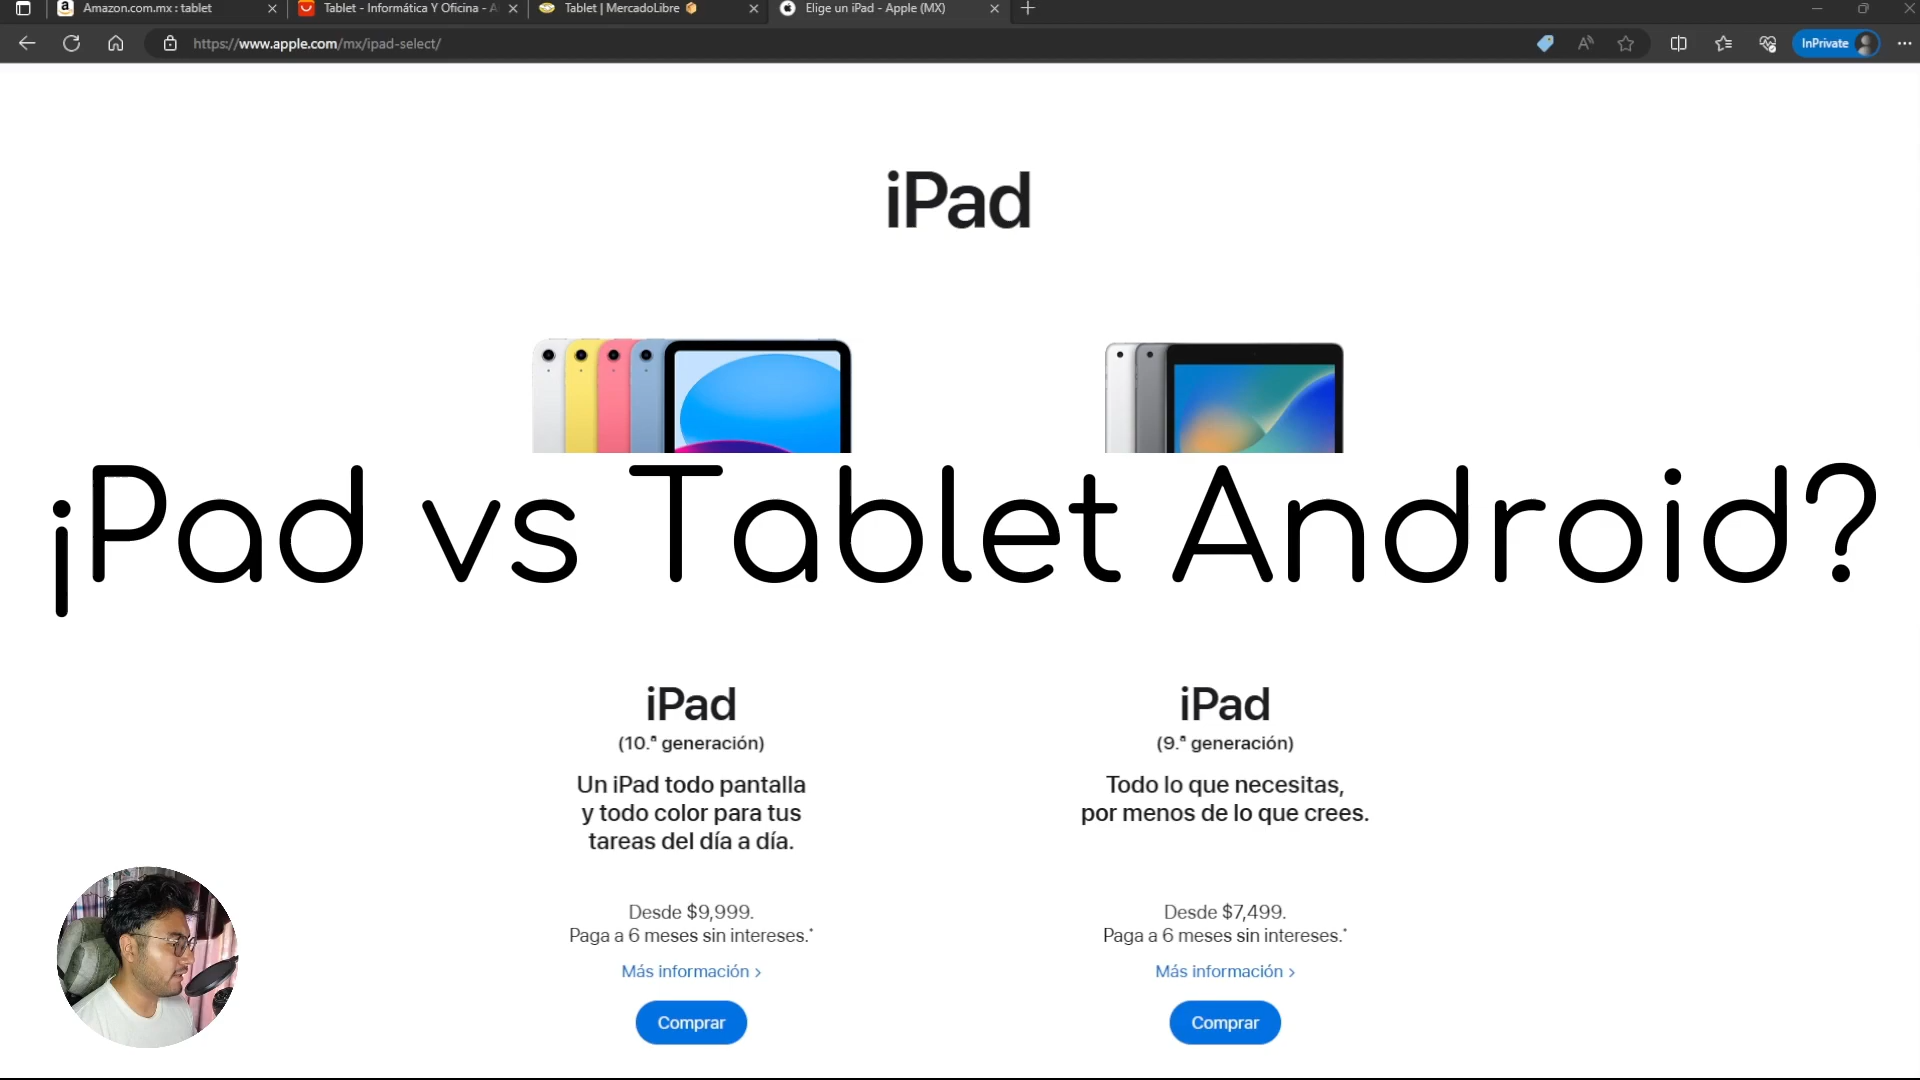 Amazon.com.mx : tablet
Tablet - Informática Y Oficina - A
Tablet | MercadoLibre
Elige un iPad - Apple (MX)
https://www.apple.com/mx/ipad-select/
InPrivate
iPad
¡Pad vs Tablet Android?
iPad
(10.ª generación)
Un iPad todo pantalla
y todo color para tus
tareas del día a día.
Desde $9,999.
Paga a 6 meses sin intereses.*
Más información >
Comprar
iPad
(9.ª generación)
Todo lo que necesitas,
por menos de lo que crees.
Desde $7,499.
Paga a 6 meses sin intereses.*
Más información >
Comprar